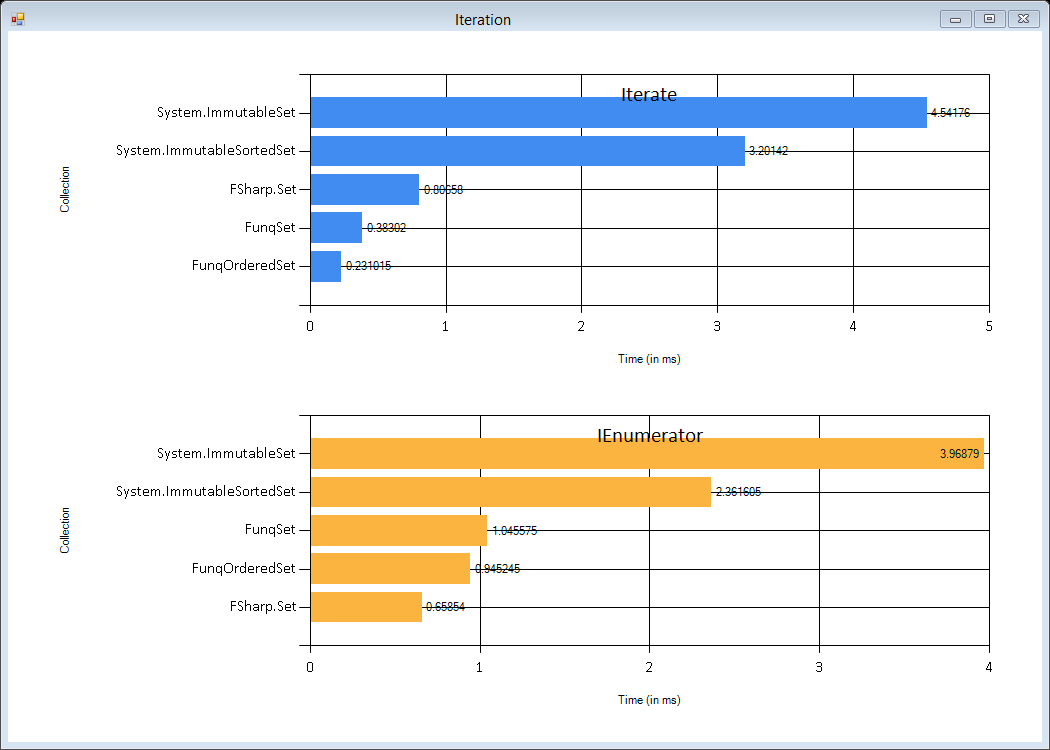 Iteration
Iterate
System.ImmutableSet
4.54176
System.ImmutableSortedSet
3.20142
FSharp.Set
0.80658
FunqSet
0.38302
FunqOrderedSet
0.231015
Collection
0 1 2 3 4 5
Time (in ms)
IEnumerator
System.ImmutableSet
3.96879
System.ImmutableSortedSet
2.361605
FunqSet
1.045575
FunqOrderedSet
0.945245
FSharp.Set
0.65854
Collection
0 1 2 3 4
Time (in ms)